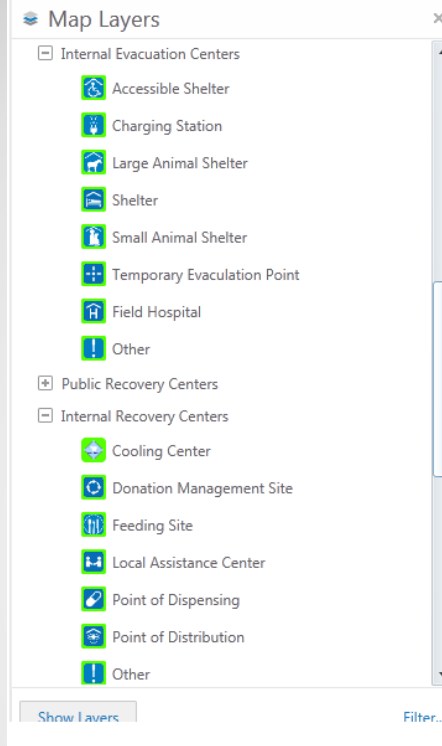 Map Layers
Internal Evacuation Centers
Accessible Shelter
Charging Station
Large Animal Shelter
Shelter
Small Animal Shelter
Temporary Evaculation Point
Field Hospital
Other
Public Recovery Centers
Internal Recovery Centers
Cooling Center
Donation Management Site
Feeding Site
Local Assistance Center
Point of Dispensing
Point of Distribution
Other
Show Layers Filter...